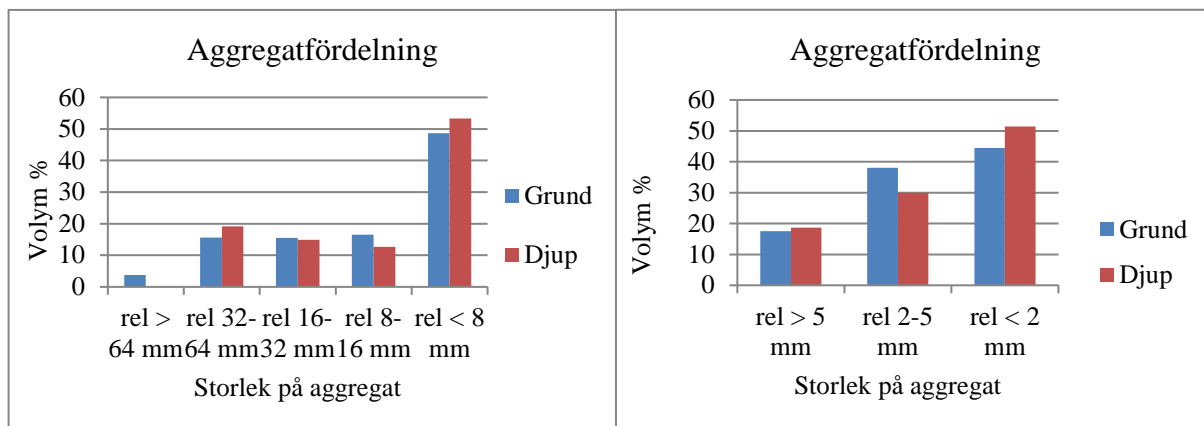 Aggregatfördelning
60
50
40
30
20
10
0
Volym %
rel > 64 mm
rel 32-64 mm
rel 16-32 mm
rel 8-16 mm
rel < 8 mm
Storlek på aggregat
Grund
Djup
Aggregatfördelning
60
50
40
30
20
10
0
Volym %
rel > 5 mm
rel 2-5 mm
rel < 2 mm
Storlek på aggregat
Grund
Djup